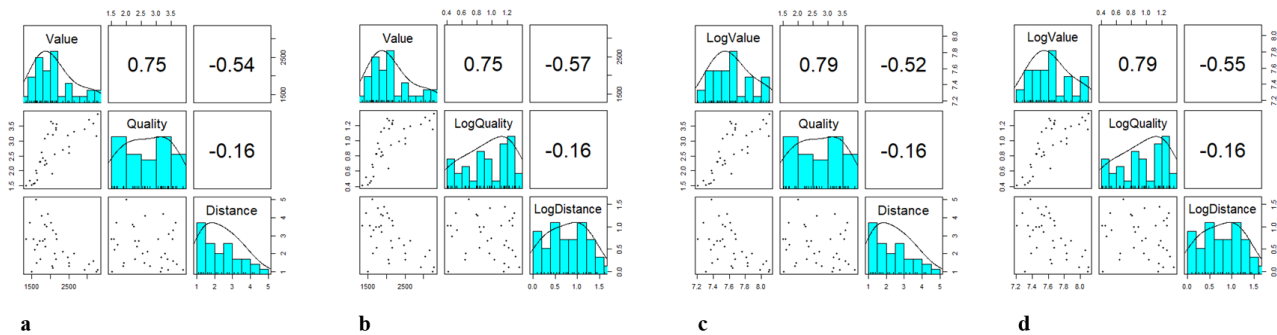 1.5 2.0 2.5 3.0 3.5
Value
0.75
-0.54
1500 2500
1.5 2.0 2.5 3.0 3.5
Quality
-0.16
Distance
1 2 3 4 5
1500 2500
1 2 3 4 5
a
0.4 0.6 0.8 1.0 1.2
Value
0.75
-0.57
1500 2500
0.4 0.6 0.8 1.0 1.2
LogQuality
-0.16
LogDistance
0.0 0.5 1.0 1.5
1500 2500
0.0 0.5 1.0 1.5
b
1.5 2.0 2.5 3.0 3.5
LogValue
0.79
-0.52
7.2 7.4 7.6 7.8 8.0
1.5 2.0 2.5 3.0 3.5
Quality
-0.16
Distance
1 2 3 4 5
7.2 7.4 7.6 7.8 8.0
1 2 3 4 5
c
0.4 0.6 0.8 1.0 1.2
LogValue
0.79
-0.55
7.2 7.4 7.6 7.8 8.0
0.4 0.6 0.8 1.0 1.2
LogQuality
-0.16
LogDistance
0.0 0.5 1.0 1.5
7.2 7.4 7.6 7.8 8.0
0.0 0.5 1.0 1.5
d